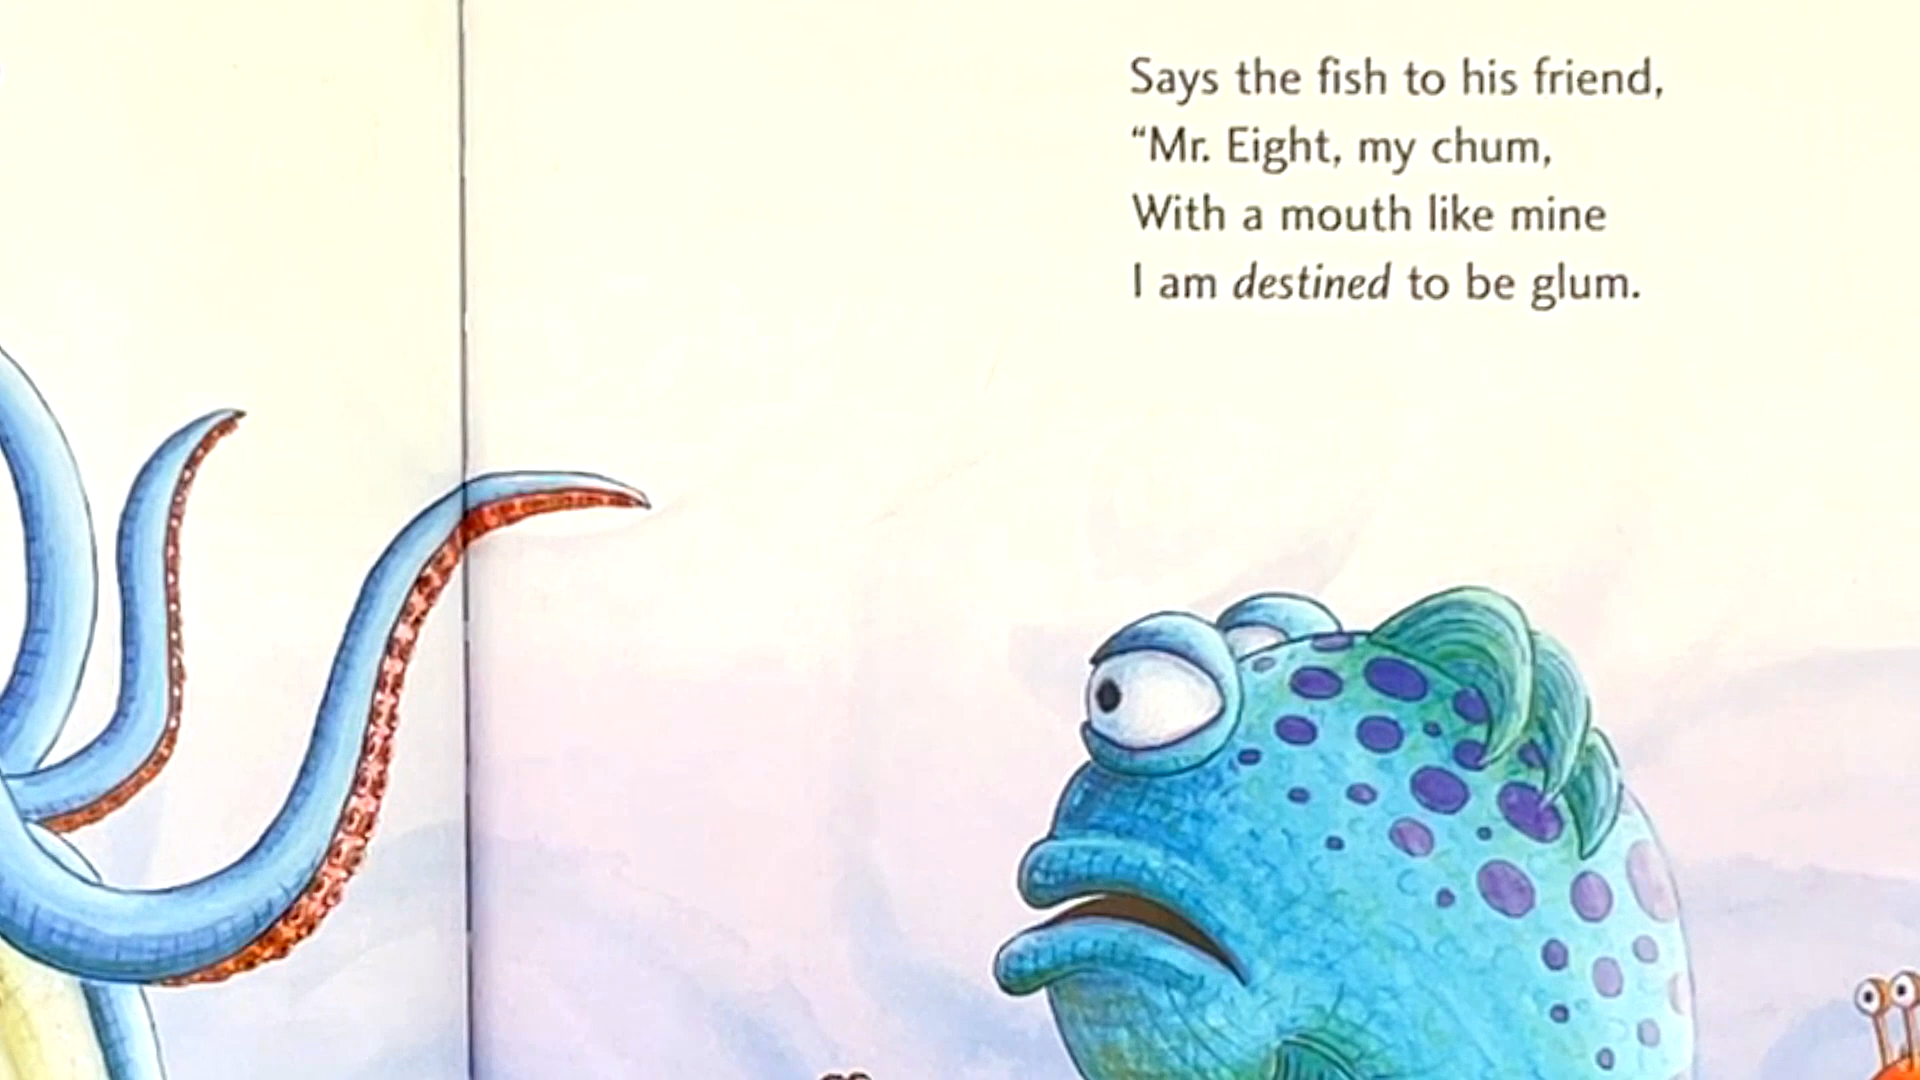 Says the fish to his friend,
“Mr. Eight, my chum,
With a mouth like mine
I am destined to be glum.